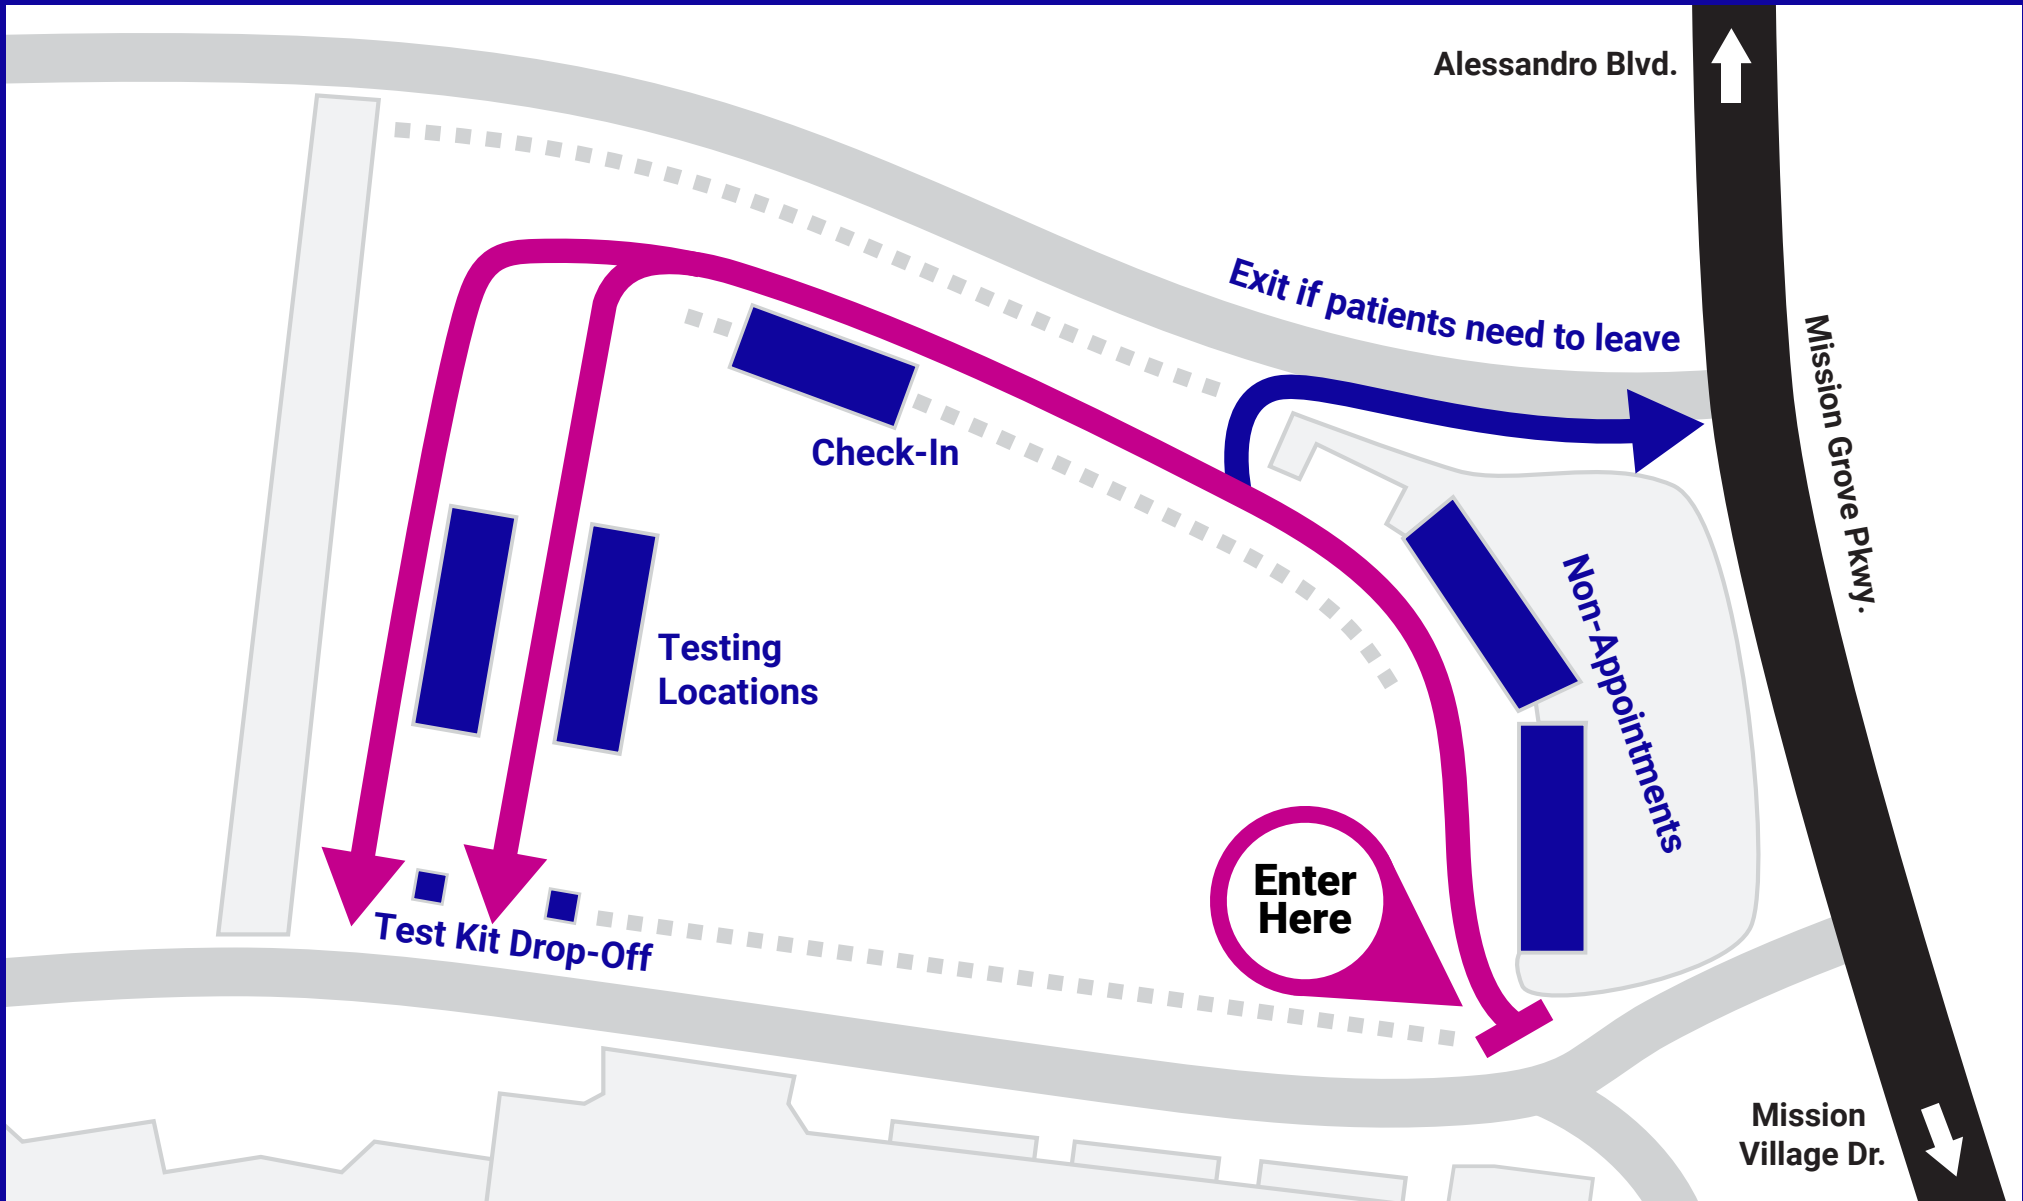 Alessandro Blvd.
Exit if patients need to leave
Mission Grove Pkwy.
Check-In
Non-Appointments
Testing
Locations
Enter
Here
Test Kit Drop-Off
Mission
Village Dr.